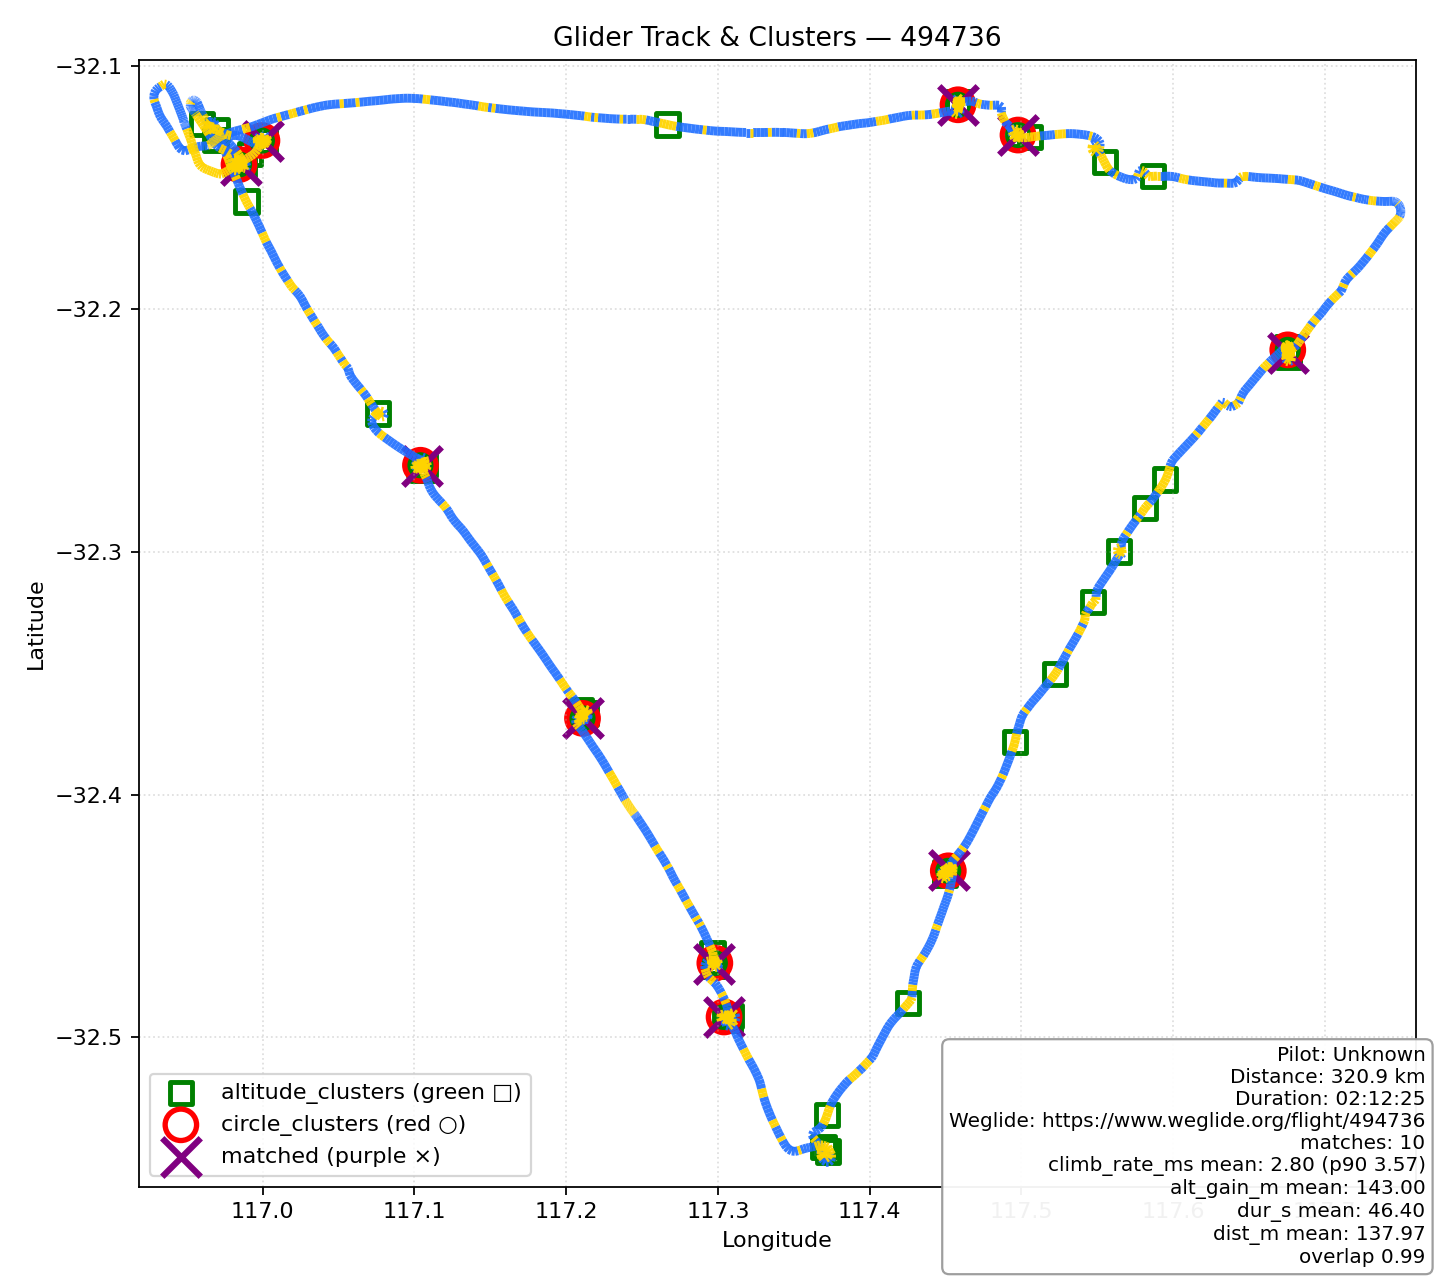 Glider Track & Clusters — 494736
−32.1
−32.2
−32.3
−32.4
−32.5
Latitude
altitude_clusters (green □)
circle_clusters (red ○)
matched (purple ×)
Pilot: Unknown
Distance: 320.9 km
Duration: 02:12:25
Weglide: https://www.weglide.org/flight/494736
matches: 10
climb_rate_ms mean: 2.80 (p90 3.57)
alt_gain_m mean: 143.00
dur_s mean: 46.40
dist_m mean: 137.97
overlap 0.99
117.0 117.1 117.2 117.3 117.4 117.5 117.6
Longitude